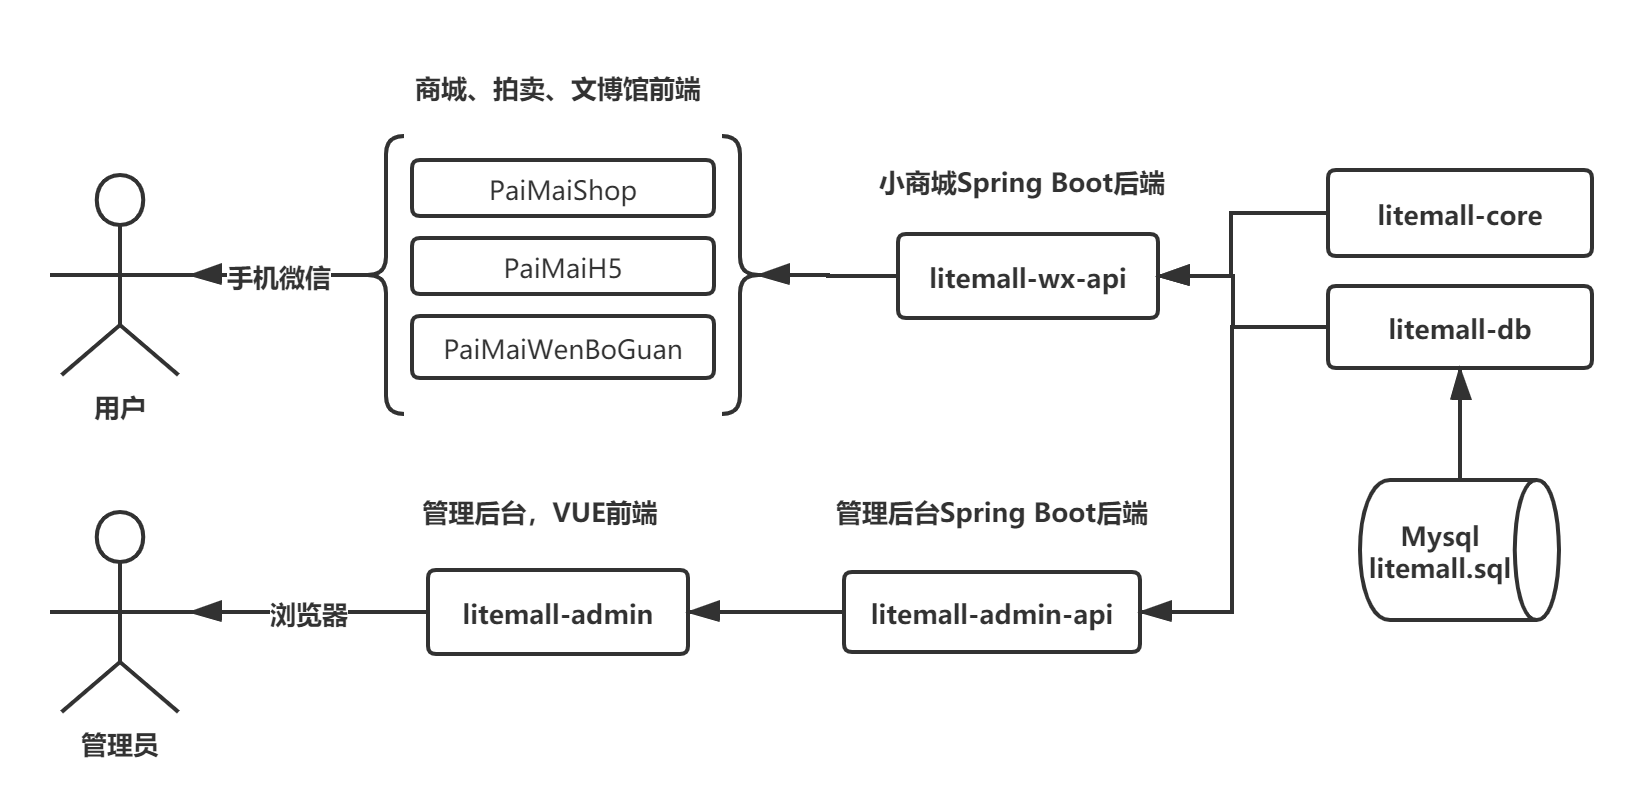 商城、拍卖、文博馆前端
PaiMaiShop
PaiMaiH5
PaiMaiWenBoGuan
手机微信
用户
小商城Spring Boot后端
litemall-wx-api
litemall-core
litemall-db
Mysql
litemall.sql
管理后台，VUE前端
管理后台Spring Boot后端
浏览器
litemall-admin
litemall-admin-api
管理员